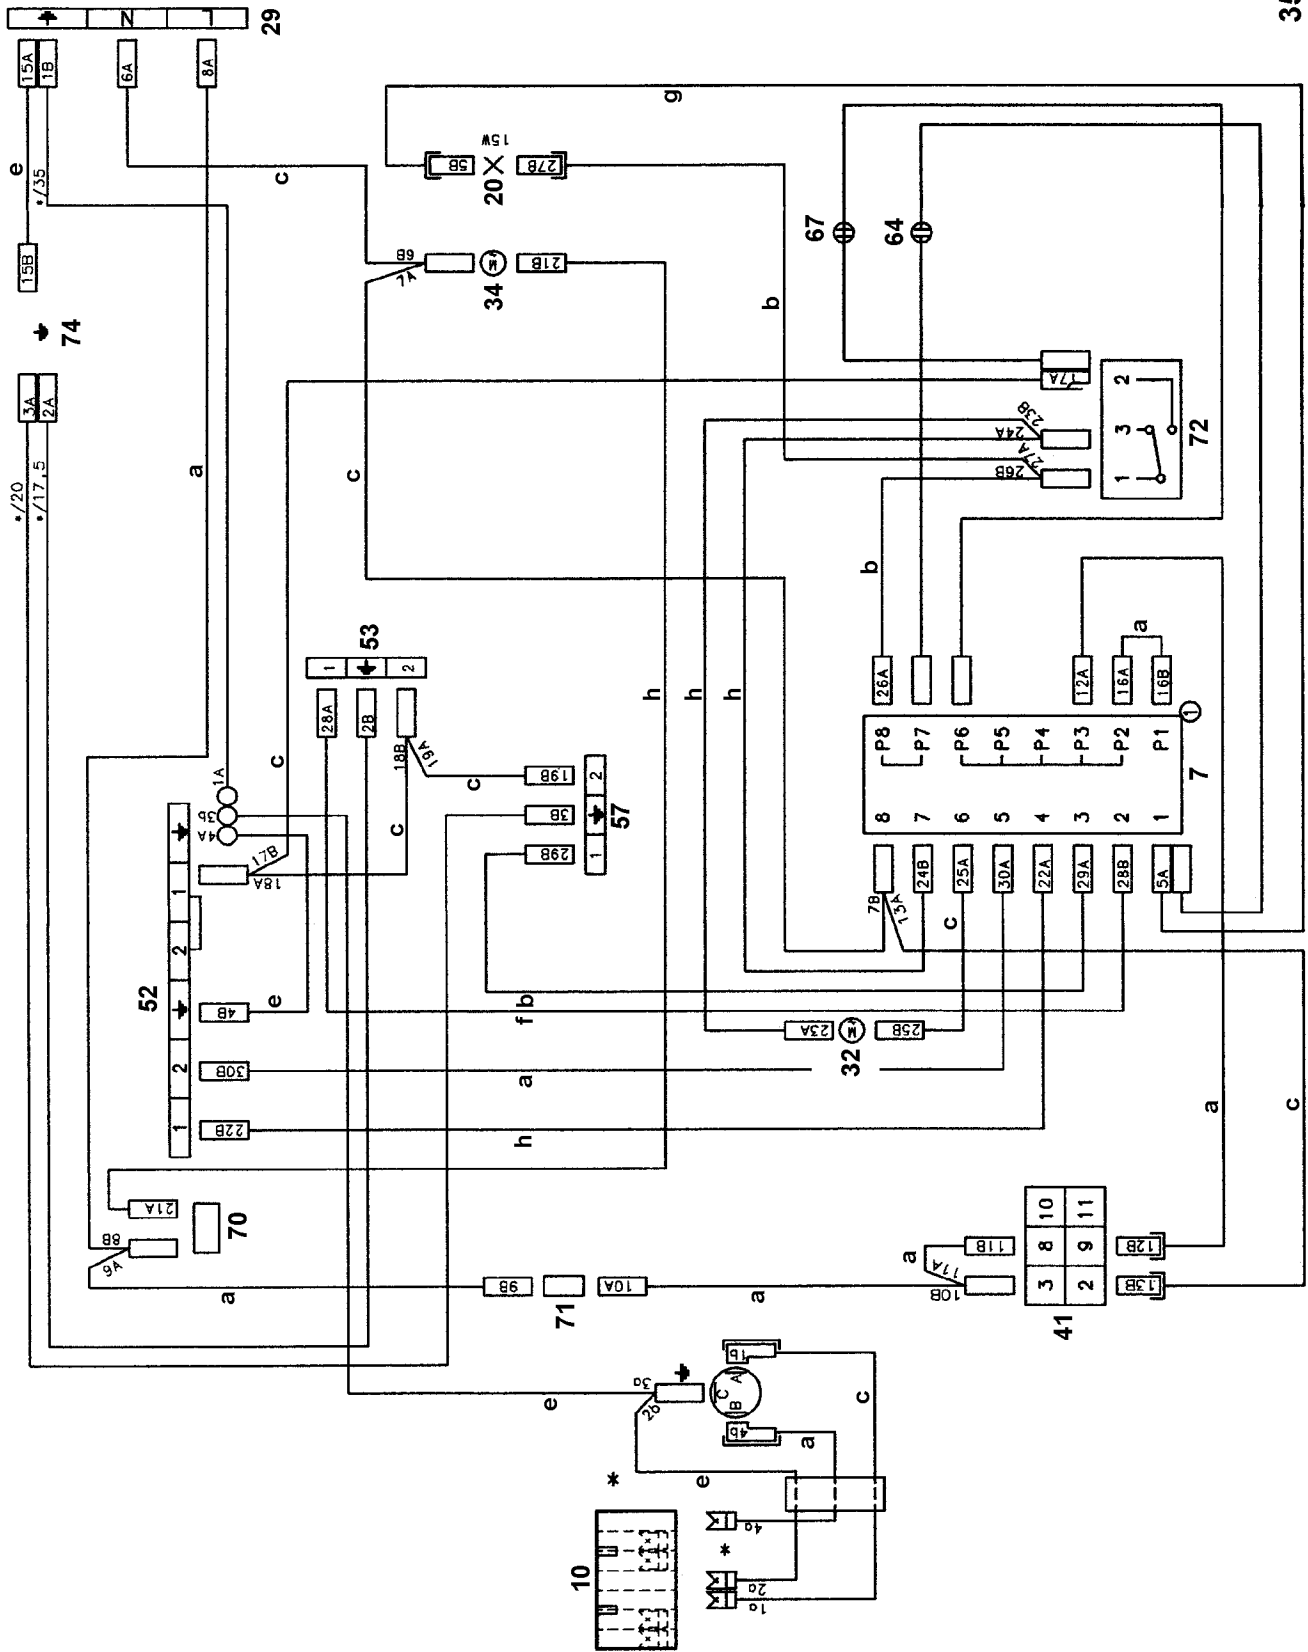 ⏚ N L
29
15A
1B
6A
8A
e
*/35
15B
74
3A
2A
*/20
*/17,5
c
a
g
5B
15W
20
27B
6B
7A
34
21B
67
64
b
17A
23B
24A
27A
26B
1 3 2
72
c
53
1
2
28A
2B
18B
19A
c
c
c
19B
3B
29B
1 2
57
h
h
h
b
26A
12A
16A
16B
a
1
8 P8
7 P7
6 P6
5 P5
4 P4
3 P3
2 P2
1 P1
7
7B
13A
24B
25A
30A
22A
29A
28B
5A
c
52
1 2 2 1
1A
3b
4A
17B
18A
4B
e
30B
22B
f b
a
h
23A
M
25B
32
a
c
21A
70
8B
9A
a
9B
71
10A
a
10B
11A
a
11B
3 8 10
2 9 11
41
13B
12B
e
3a
2b
C
B A
1b
4b
a
c
e
*
10
4a
*
2a
1a